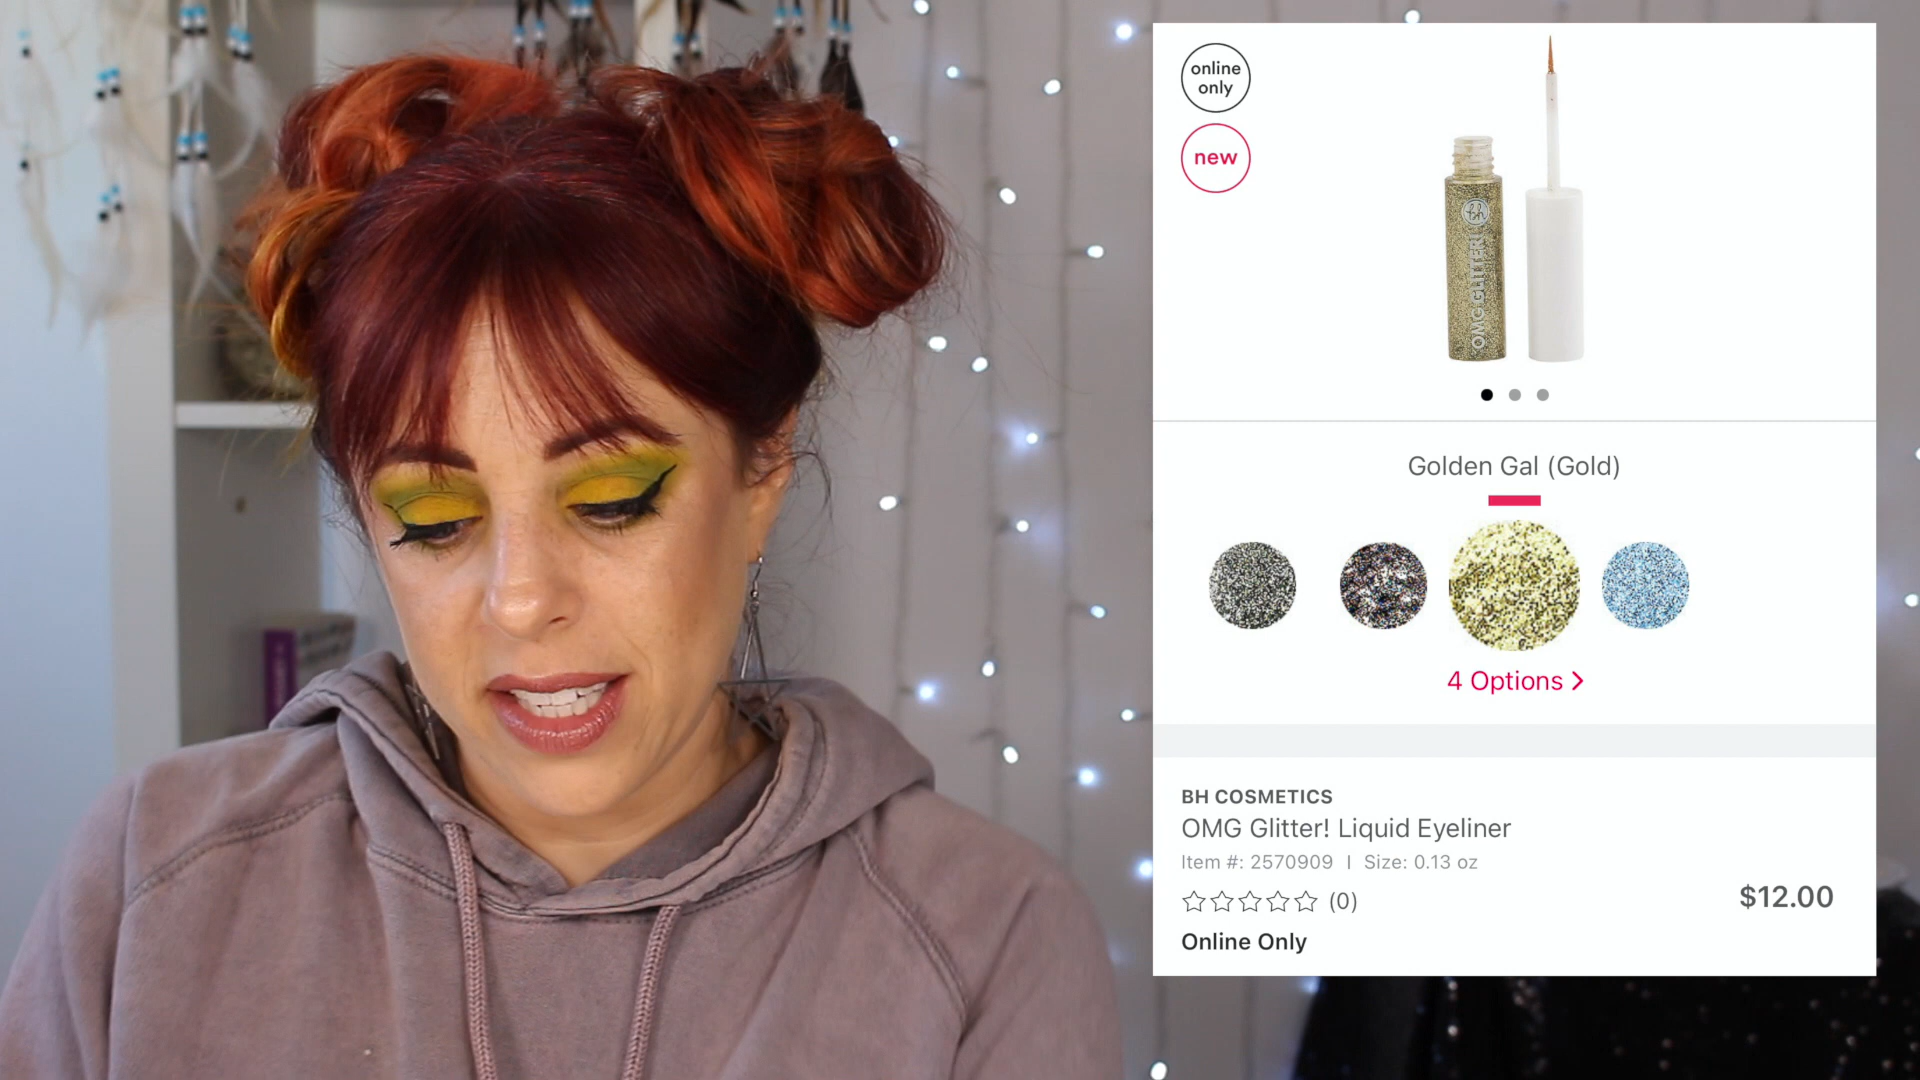 online
only
new
bh
OMG GLITTER!
Golden Gal (Gold)
4 Options >
BH COSMETICS
OMG Glitter! Liquid Eyeliner
Item #: 2570909 | Size: 0.13 oz
(0)
$12.00
Online Only